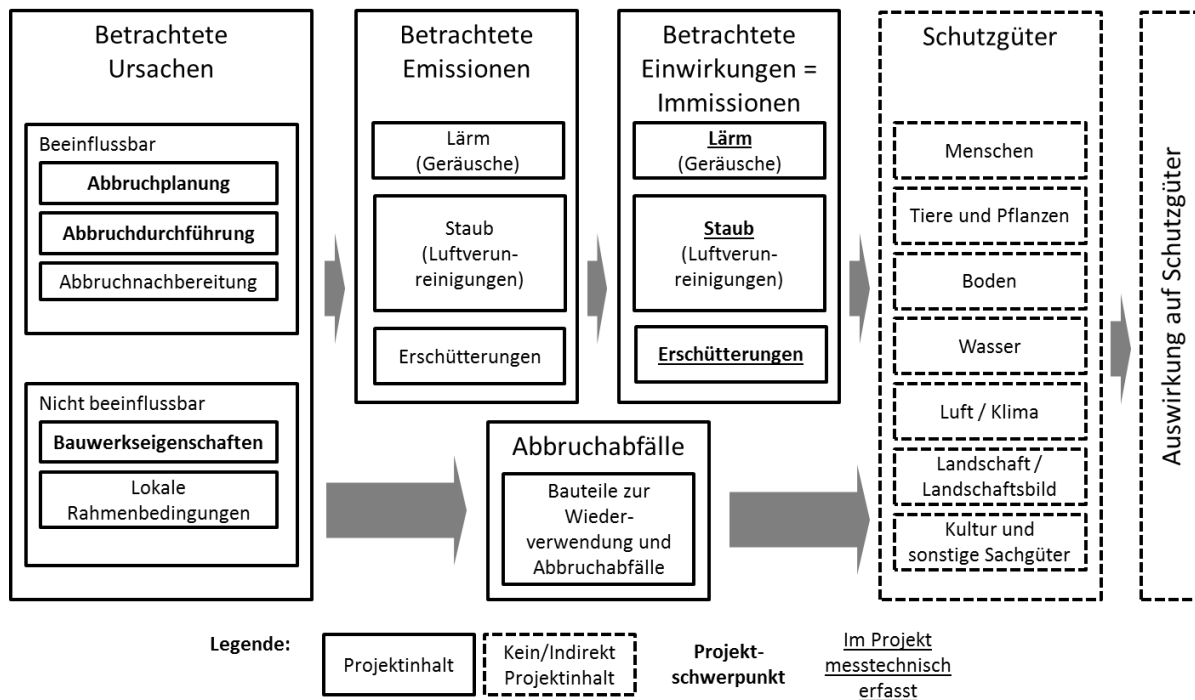 Betrachtete
Ursachen
Beeinflussbar
Abbruchplanung
Abbruchdurchführung
Abbruchnachbereitung
Nicht beeinflussbar
Bauwerkseigenschaften
Lokale
Rahmenbedingungen
Betrachtete
Emissionen
Lärm
(Geräusche)
Staub
(Luftverun-
reinigungen)
Erschütterungen
Betrachtete
Einwirkungen =
Immissionen
Lärm
(Geräusche)
Staub
(Luftverun-
reinigungen)
Erschütterungen
Abbruchabfälle
Bauteile zur
Wieder-
verwendung und
Abbruchabfälle
Schutzgüter
Menschen
Tiere und Pflanzen
Boden
Wasser
Luft / Klima
Landschaft /
Landschaftsbild
Kultur und
sonstige Sachgüter
Auswirkung auf Schutzgüter
Legende:
Projektinhalt
Kein/Indirekt
Projektinhalt
Projekt-
schwerpunkt
Im Projekt
messtechnisch
erfasst